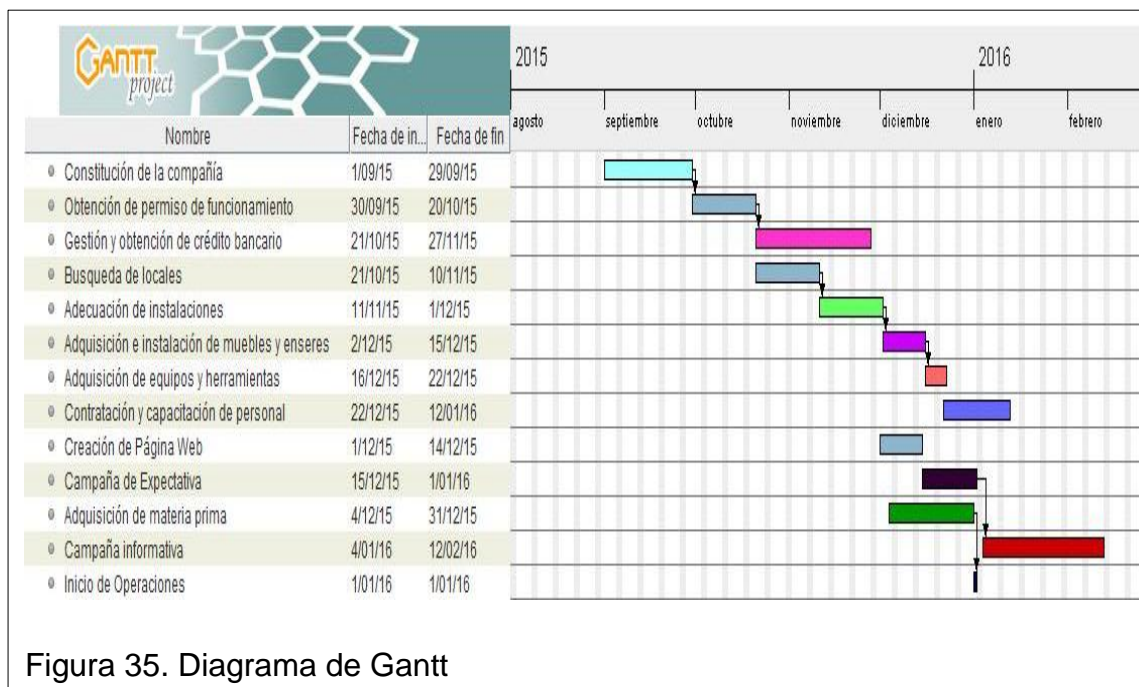 GANTT
project
2015 2016
Nombre Fecha de in... Fecha de fin
agosto septiembre octubre noviembre diciembre enero febrero
Constitución de la compañía 1/09/15 29/09/15
Obtención de permiso de funcionamiento 30/09/15 20/10/15
Gestión y obtención de crédito bancario 21/10/15 27/11/15
Busqueda de locales 21/10/15 10/11/15
Adecuación de instalaciones 11/11/15 1/12/15
Adquisición e instalación de muebles y enseres 2/12/15 15/12/15
Adquisición de equipos y herramientas 16/12/15 22/12/15
Contratación y capacitación de personal 22/12/15 12/01/16
Creación de Página Web 1/12/15 14/12/15
Campaña de Expectativa 15/12/15 1/01/16
Adquisición de materia prima 4/12/15 31/12/15
Campaña informativa 4/01/16 12/02/16
Inicio de Operaciones 1/01/16 1/01/16
Figura 35. Diagrama de Gantt